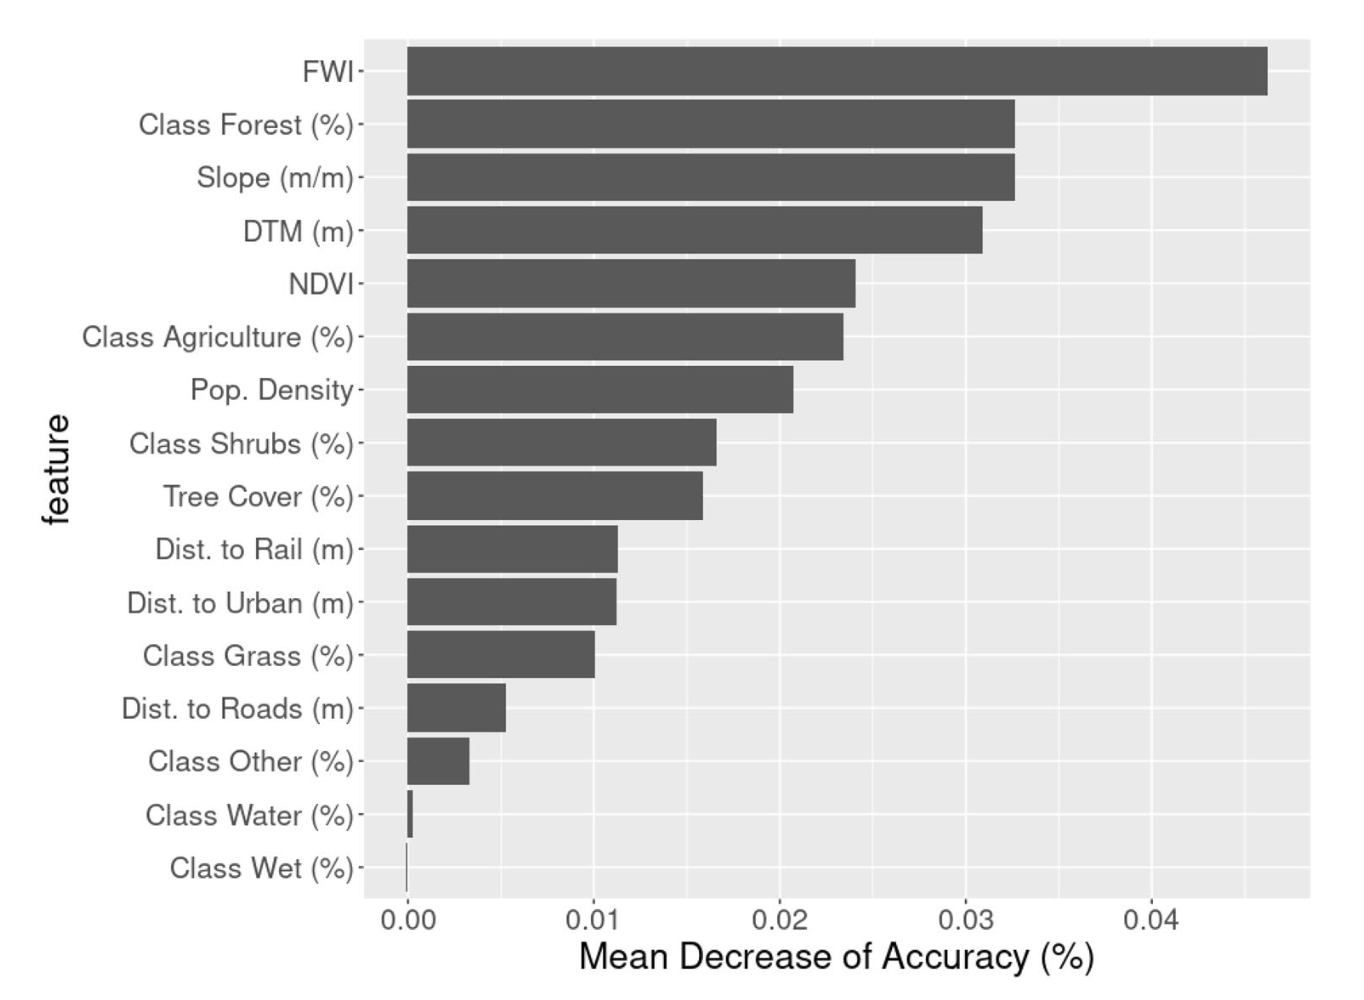 FWI
Class Forest (%)
Slope (m/m)
DTM (m)
NDVI
Class Agriculture (%)
Pop. Density
Class Shrubs (%)
Tree Cover (%)
Dist. to Rail (m)
Dist. to Urban (m)
Class Grass (%)
Dist. to Roads (m)
Class Other (%)
Class Water (%)
Class Wet (%)
feature
0.00 0.01 0.02 0.03 0.04
Mean Decrease of Accuracy (%)